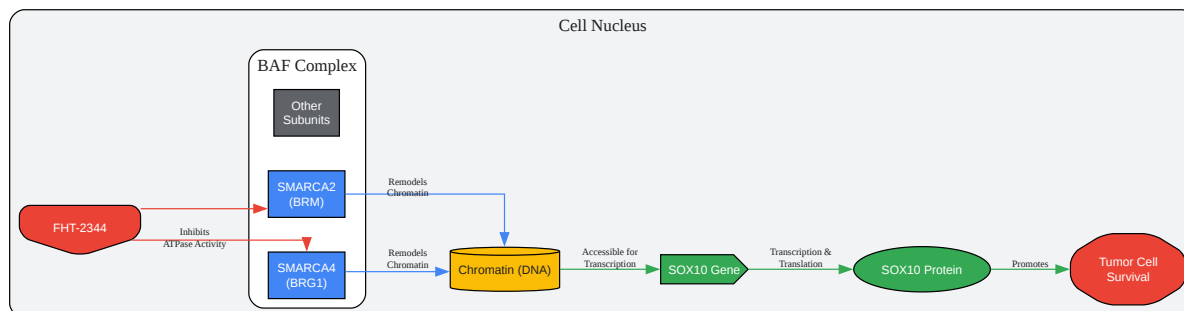 Cell Nucleus
BAF Complex
Other
Subunits
SMARCA2
(BRM)
Remodels
Chromatin
FHT-2344
Inhibits
ATPase Activity
SMARCA4
(BRG1)
Remodels
Chromatin
Chromatin (DNA)
Accessible for
Transcription
SOX10 Gene
Transcription &
Translation
SOX10 Protein
Promotes
Tumor Cell
Survival